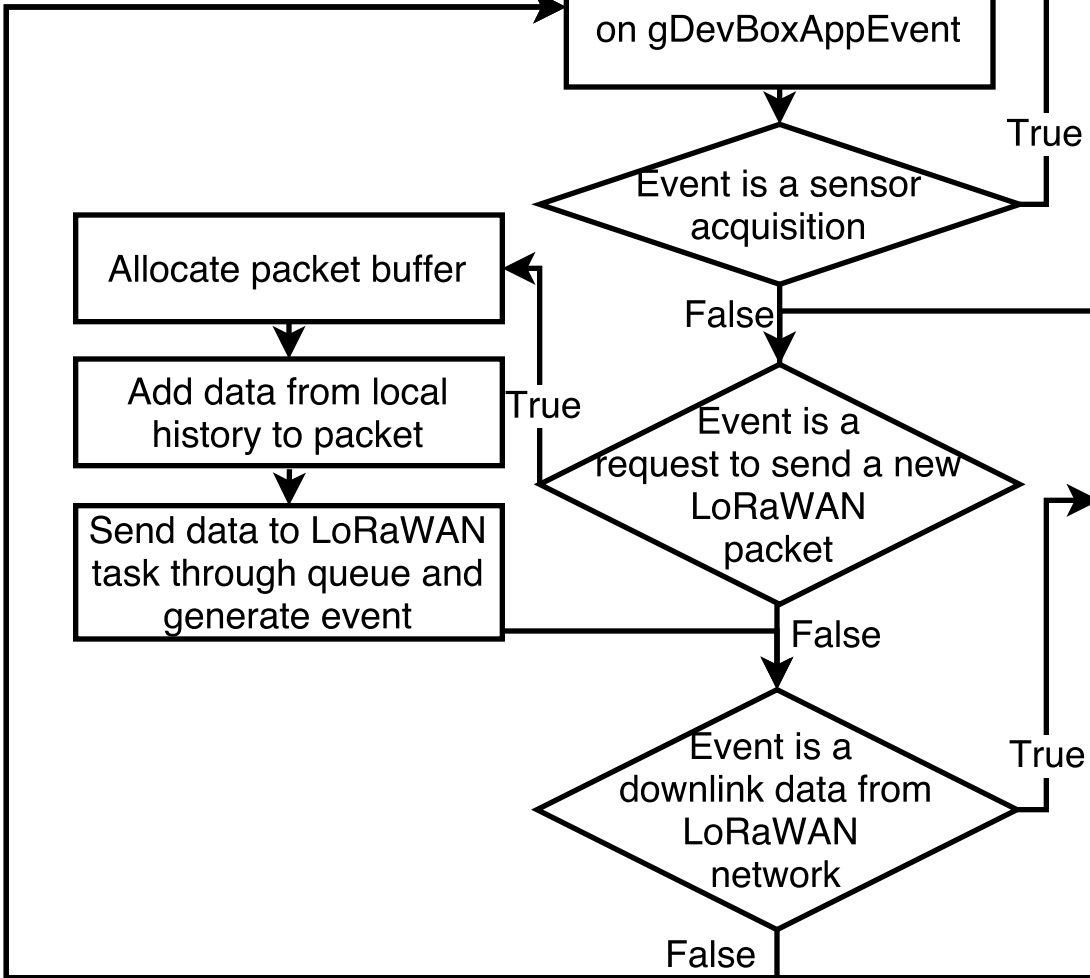 on gDevBoxAppEvent
True
Event is a sensor
acquisition
False
Allocate packet buffer
Add data from local
history to packet
True
Event is a
request to send a new
LoRaWAN
packet
Send data to LoRaWAN
task through queue and
generate event
False
Event is a
downlink data from
LoRaWAN
network
True
False